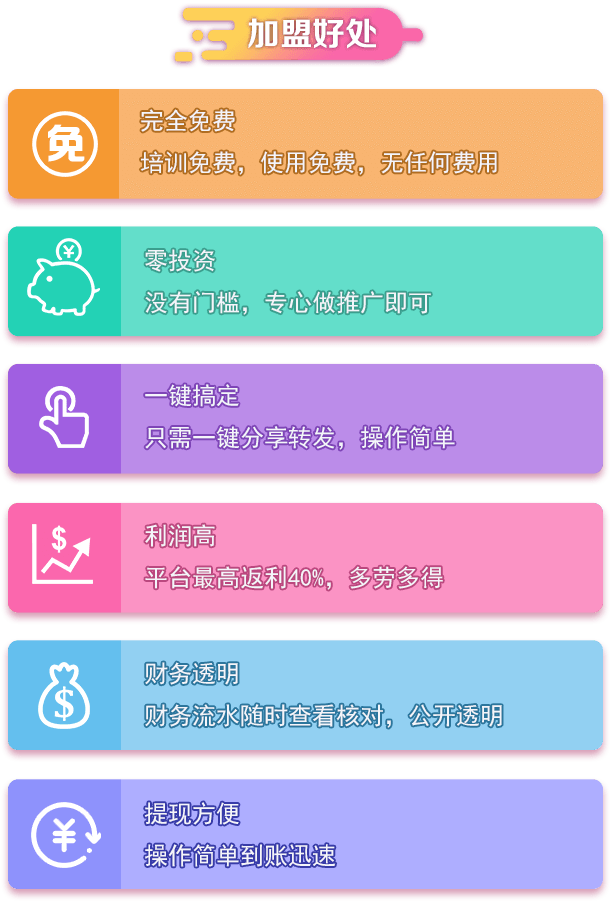 加盟好处
免
完全免费
培训免费，使用免费，无任何费用
¥
零投资
没有门槛，专心做推广即可
一键搞定
只需一键分享转发，操作简单
$
利润高
平台最高返利40%，多劳多得
$
财务透明
财务流水随时查看核对，公开透明
¥
提现方便
操作简单到账迅速